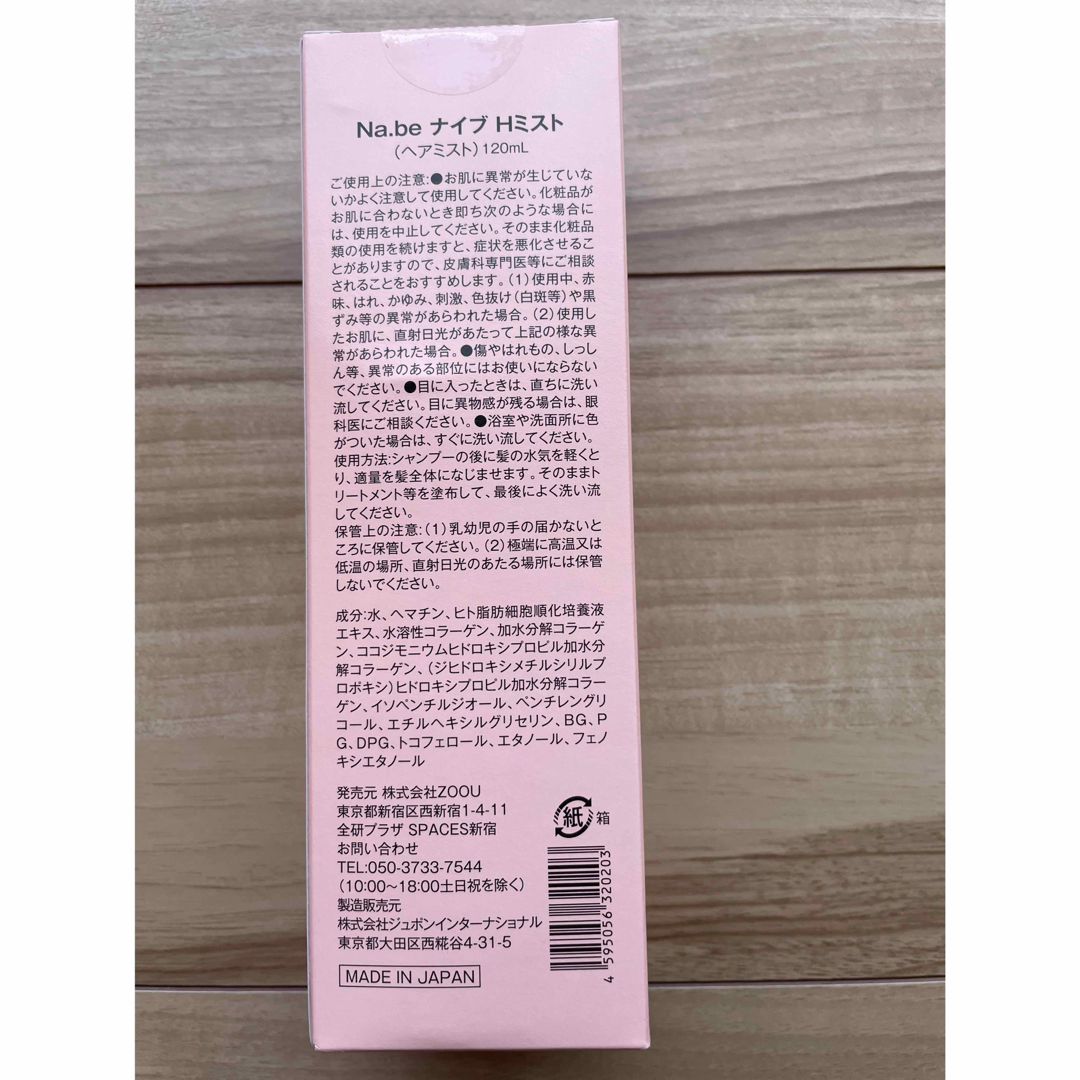 Na.be ナイブ Hミスト
(ヘアミスト) 120mL
ご使用上の注意:●お肌に異常が生じていな
いかよく注意して使用してください。化粧品が
お肌に合わないとき即ち次のような場合に
は、使用を中止してください。そのまま化粧品
類の使用を続けますと、症状を悪化させるこ
とがありますので、皮膚科専門医等にご相談
されることをおすすめします。(1)使用中、赤
味、はれ、かゆみ、刺激、色抜け(白斑等)や黒
ずみ等の異常があらわれた場合。(2)使用し
たお肌に、直射日光があたって上記の様な異
常があらわれた場合。●傷やはれもの、しっし
ん等、異常のある部位にはお使いにならない
でください。●目に入ったときは、直ちに洗い
流してください。目に異物感が残る場合は、眼
科医にご相談ください。●浴室や洗面所に色
がついた場合は、すぐに洗い流してください。
使用方法:シャンプーの後に髪の水気を軽くと
り、適量を髪全体になじませます。そのままト
リートメント等を塗布して、最後によく洗い流
してください。
保管上の注意:(1)乳幼児の手の届かないと
ころに保管してください。(2)極端に高温又は
低温の場所、直射日光のあたる場所には保管
しないでください。
成分:水、ヘマチン、ヒト脂肪細胞順化培養液
エキス、水溶性コラーゲン、加水分解コラーゲ
ン、ココジモニウムヒドロキシプロピル加水分
解コラーゲン、(ジヒドロキシメチルシリルプ
ロポキシ)ヒドロキシプロピル加水分解コラー
ゲン、イソペンチルジオール、ペンチレングリ
コール、エチルヘキシルグリセリン、BG、P
G、DPG、トコフェロール、エタノール、フェノ
キシエタノール
発売元 株式会社ZOOU
東京都新宿区西新宿1-4-11
全研プラザ SPACES新宿
お問い合わせ
TEL:050-3733-7544
(10:00〜18:00土日祝を除く)
製造販売元
株式会社ジュポンインターナショナル
東京都大田区西糀谷4-31-5
MADE IN JAPAN
紙 箱
4 595056 320203